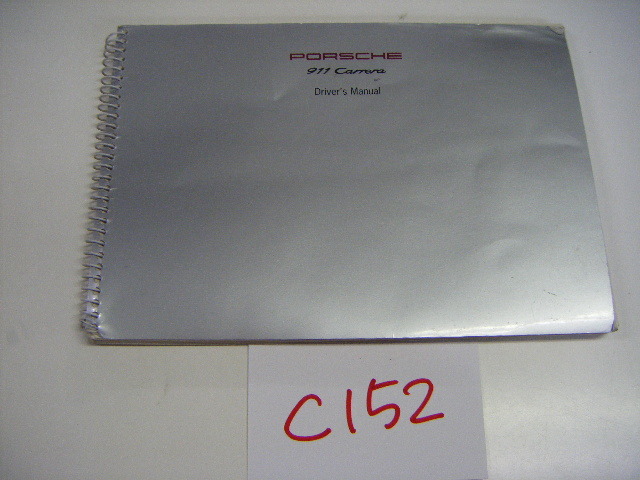 PORSCHE
911 Carrera
Driver's Manual
C152